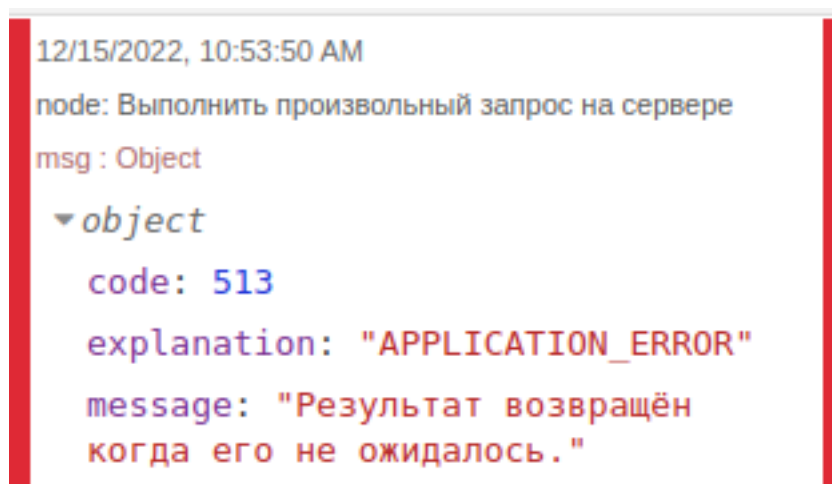 12/15/2022, 10:53:50 AM
node: Выполнить произвольный запрос на сервере
msg : Object
object
code: 513
explanation: "APPLICATION_ERROR"
message: "Результат возвращён
когда его не ожидалось."